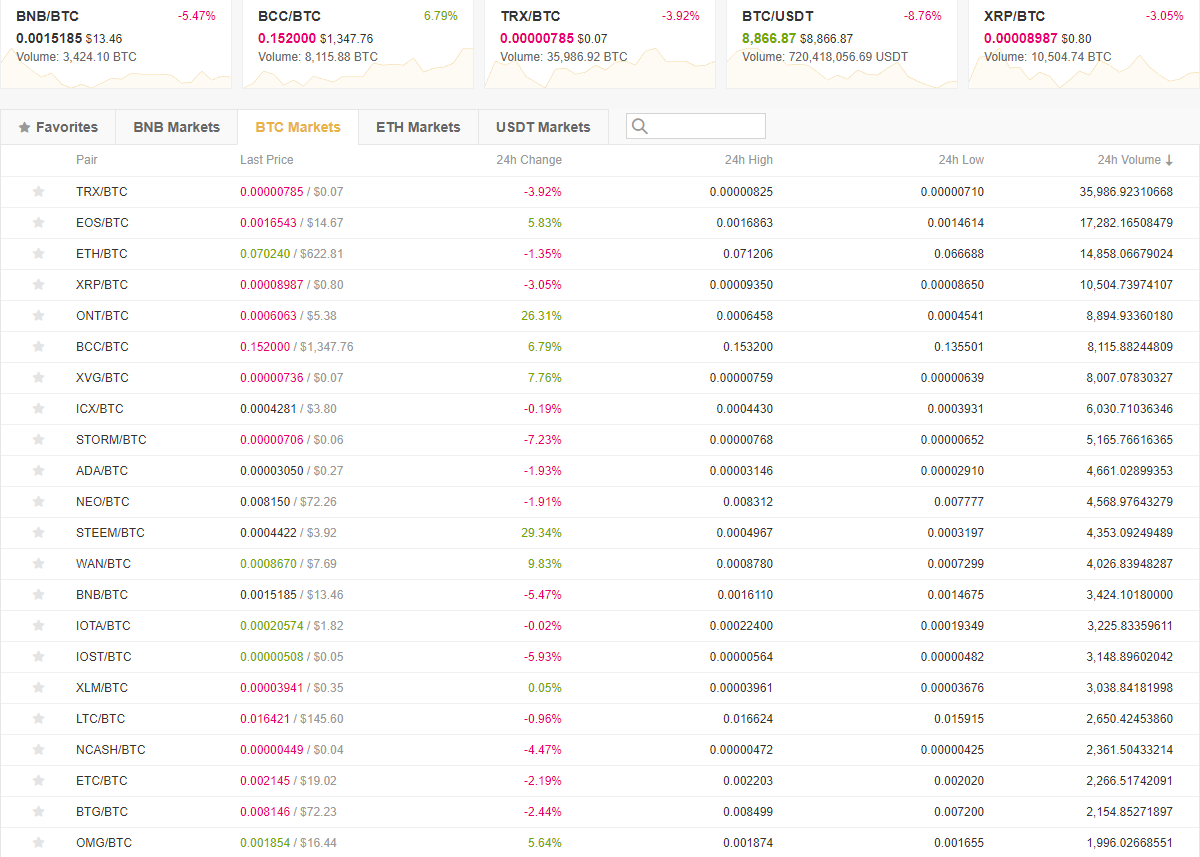 BNB/BTC -5.47% BCC/BTC 6.79% TRX/BTC -3.92% BTC/USDT -8.76% XRP/BTC -3.05%
0.0015185 $13.46 0.152000 $1,347.76 0.00000785 $0.07 8,866.87 $8,866.87 0.00008987 $0.80
Volume: 3,424.10 BTC Volume: 8,115.88 BTC Volume: 35,986.92 BTC Volume: 720,418,056.69 USDT Volume: 10,504.74 BTC
Favorites BNB Markets BTC Markets ETH Markets USDT Markets
Pair Last Price 24h Change 24h High 24h Low 24h Volume ↓
TRX/BTC 0.00000785 / $0.07 -3.92% 0.00000825 0.00000710 35,986.92310668
EOS/BTC 0.0016543 / $14.67 5.83% 0.0016863 0.0014614 17,282.16508479
ETH/BTC 0.070240 / $622.81 -1.35% 0.071206 0.066688 14,858.06679024
XRP/BTC 0.00008987 / $0.80 -3.05% 0.00009350 0.00008650 10,504.73974107
ONT/BTC 0.0006063 / $5.38 26.31% 0.0006458 0.0004541 8,894.93360180
BCC/BTC 0.152000 / $1,347.76 6.79% 0.153200 0.135501 8,115.88244809
XVG/BTC 0.00000736 / $0.07 7.76% 0.00000759 0.00000639 8,007.07830327
ICX/BTC 0.0004281 / $3.80 -0.19% 0.0004430 0.0003931 6,030.71036346
STORM/BTC 0.00000706 / $0.06 -7.23% 0.00000768 0.00000652 5,165.76616365
ADA/BTC 0.00003050 / $0.27 -1.93% 0.00003146 0.00002910 4,661.02899353
NEO/BTC 0.008150 / $72.26 -1.91% 0.008312 0.007777 4,568.97643279
STEEM/BTC 0.0004422 / $3.92 29.34% 0.0004967 0.0003197 4,353.09249489
WAN/BTC 0.0008670 / $7.69 9.83% 0.0008780 0.0007299 4,026.83948287
BNB/BTC 0.0015185 / $13.46 -5.47% 0.0016110 0.0014675 3,424.10180000
IOTA/BTC 0.00020574 / $1.82 -0.02% 0.00022400 0.00019349 3,225.83359611
IOST/BTC 0.00000508 / $0.05 -5.93% 0.00000564 0.00000482 3,148.89602042
XLM/BTC 0.00003941 / $0.35 0.05% 0.00003961 0.00003676 3,038.84181998
LTC/BTC 0.016421 / $145.60 -0.96% 0.016624 0.015915 2,650.42453860
NCASH/BTC 0.00000449 / $0.04 -4.47% 0.00000472 0.00000425 2,361.50433214
ETC/BTC 0.002145 / $19.02 -2.19% 0.002203 0.002020 2,266.51742091
BTG/BTC 0.008146 / $72.23 -2.44% 0.008499 0.007200 2,154.85271897
OMG/BTC 0.001854 / $16.44 5.64% 0.001874 0.001655 1,996.02668551